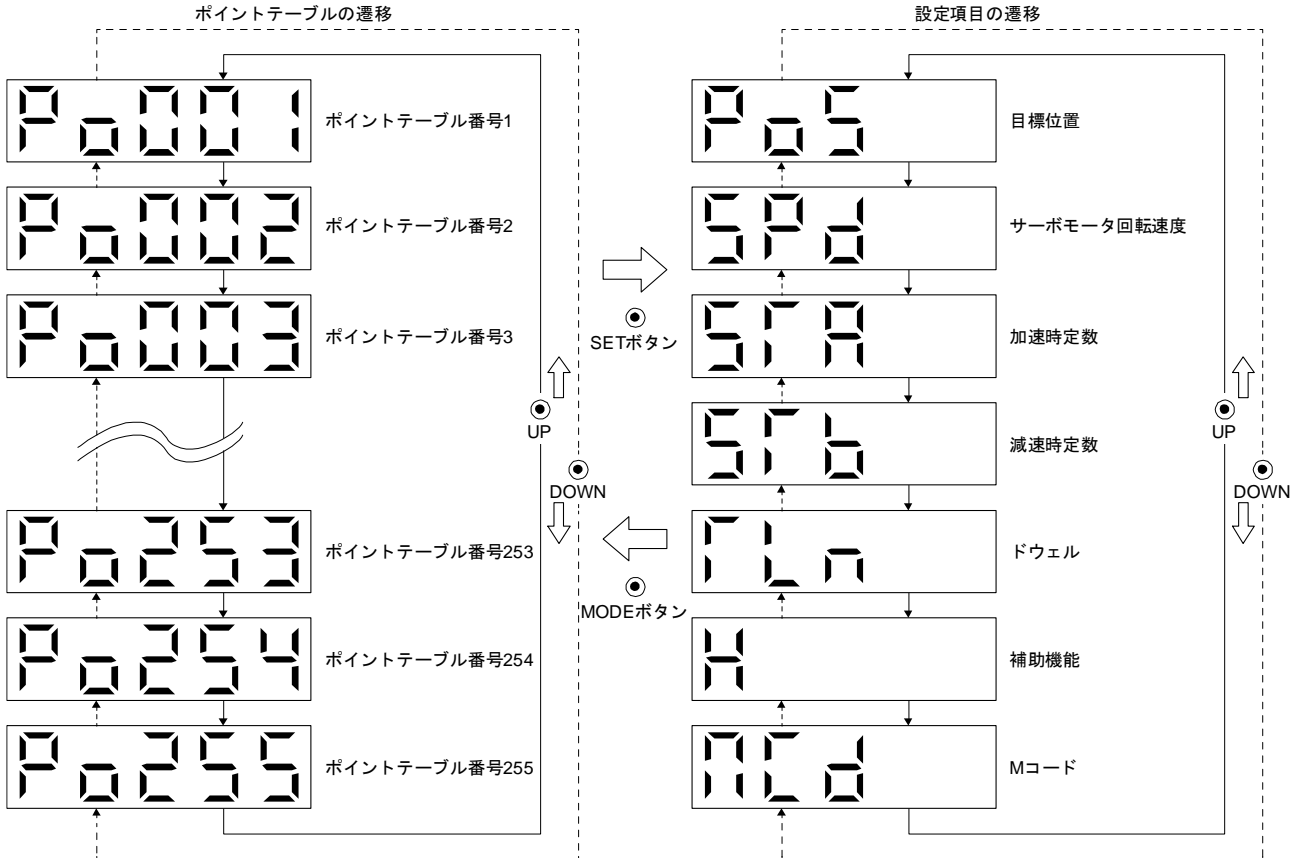 ポイントテーブルの遷移
Po001
ポイントテーブル番号1
Po002
ポイントテーブル番号2
Po003
ポイントテーブル番号3
Po253
ポイントテーブル番号253
Po254
ポイントテーブル番号254
Po255
ポイントテーブル番号255
UP
DOWN
SETボタン
MODEボタン
設定項目の遷移
PoS
目標位置
SPd
サーボモータ回転速度
STA
加速時定数
STb
減速時定数
TLn
ドウェル
H
補助機能
MCd
Mコード
UP
DOWN